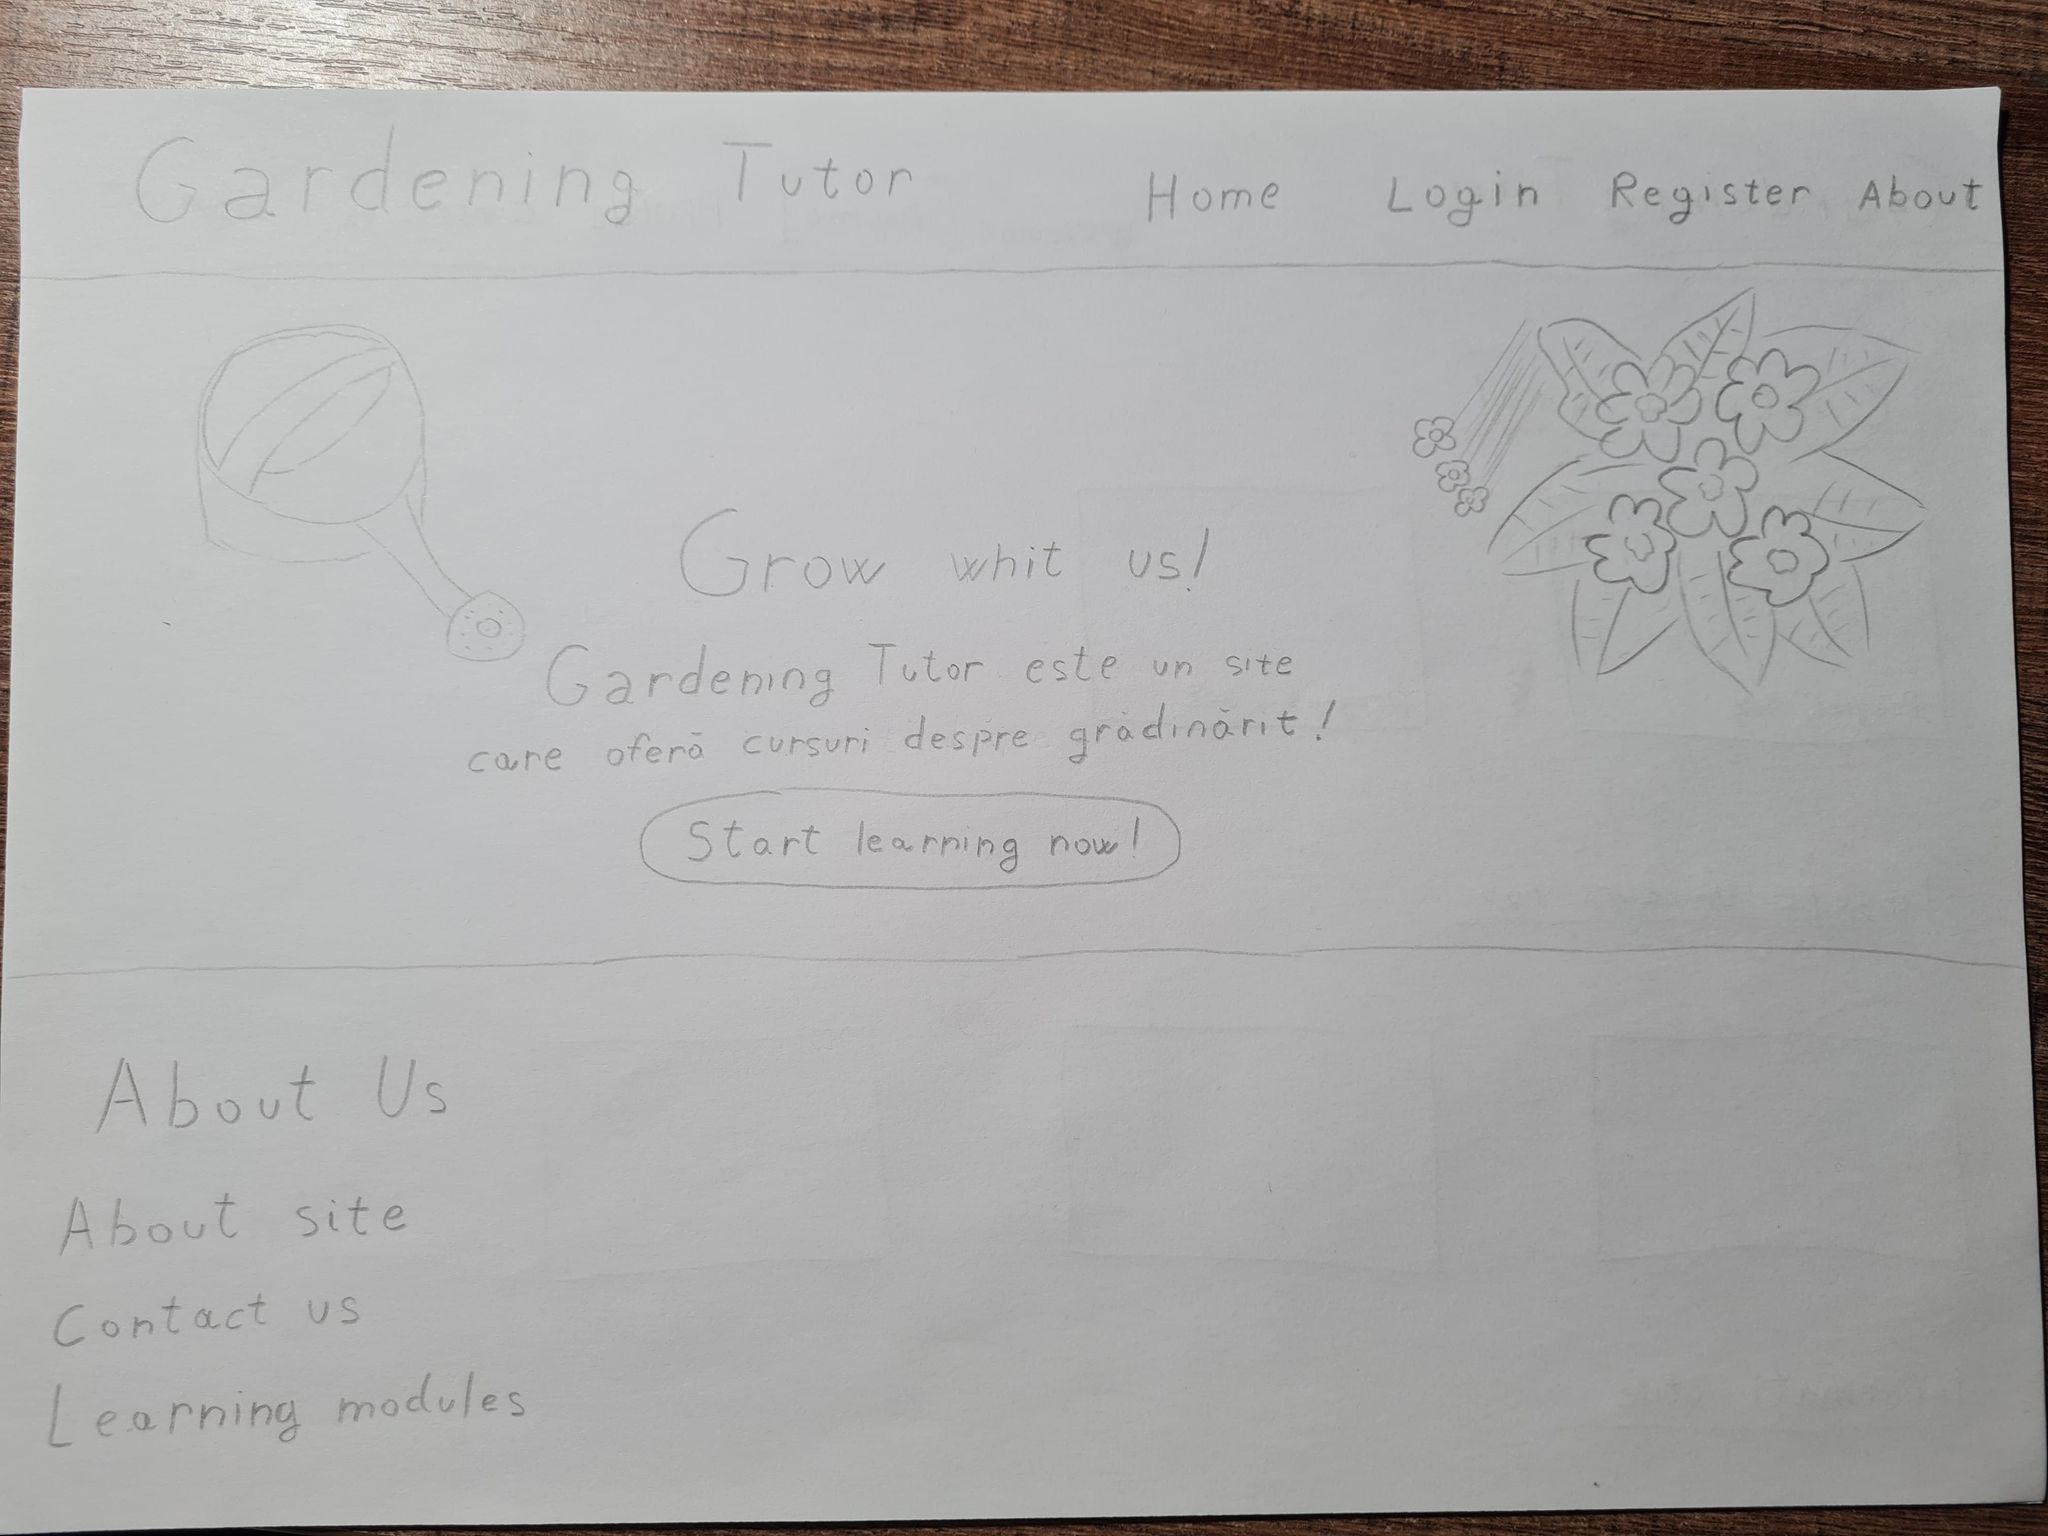 Gardening Tutor Home Login Register About
Grow whit us!
Gardening Tutor este un site
care oferă cursuri despre grădinărit!
Start learning now!
About Us
About site
Contact us
Learning modules